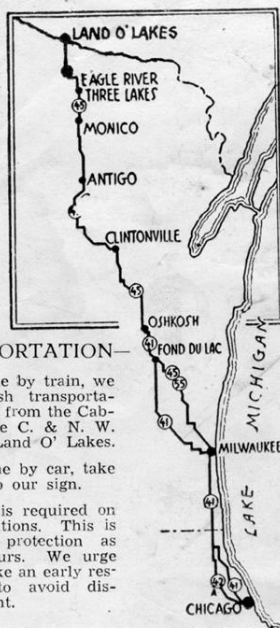 LAND O' LAKES
EAGLE RIVER
THREE LAKES
45
MONICO
ANTIGO
CLINTONVILLE
45
OSHKOSH
41
FOND DU LAC
45
55
41
MILWAUKEE
LAKE MICHIGAN
41
42
41
CHICAGO
ORTATION—
e by train, we
sh transporta-
from the Cab-
e C. & N. W.
Land O' Lakes.
e by car, take
o our sign.
is required on
tions. This is
protection as
urs. We urge
ke an early res-
to avoid dis-
nt.